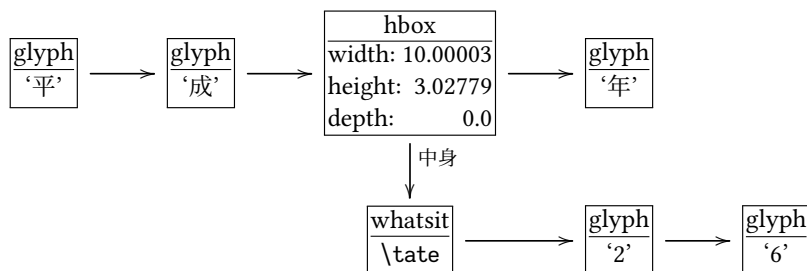 glyph
‘平’
glyph
‘成’
hbox
width: 10.00003
height: 3.02779
depth: 0.0
glyph
‘年’
中身
whatsit
\tate
glyph
‘2’
glyph
‘6’